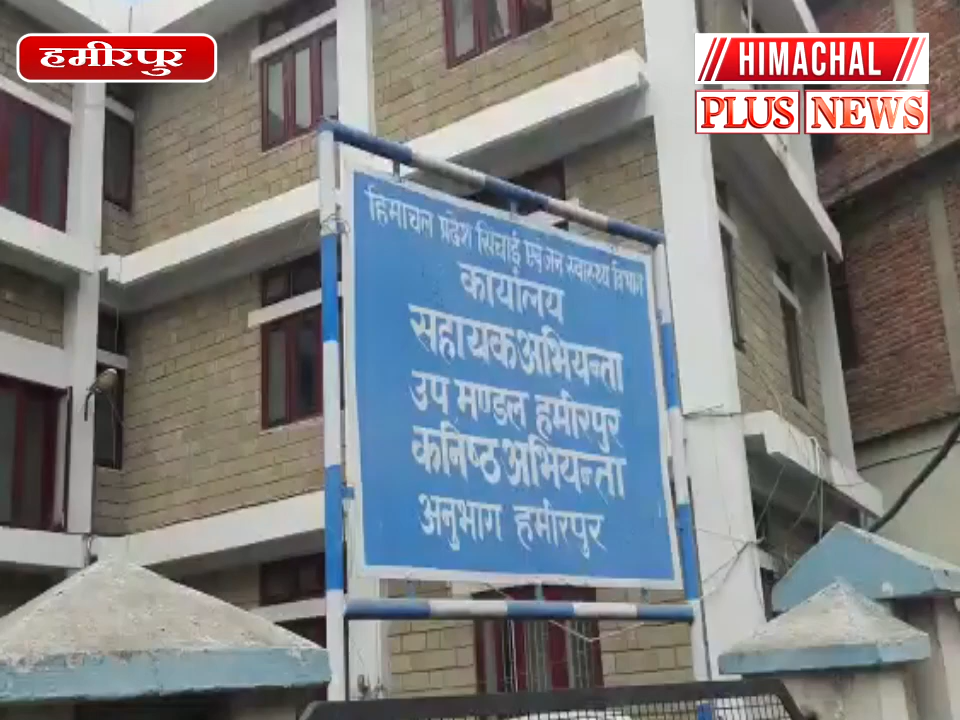 हमीरपुर
HIMACHAL
PLUS NEWS
हिमाचल प्रदेश सिंचाई एवं जन स्वास्थ्य विभाग
कार्यालय
सहायक अभियन्ता
उप मण्डल हमीरपुर
कनिष्ठ अभियन्ता
अनुभाग हमीरपुर